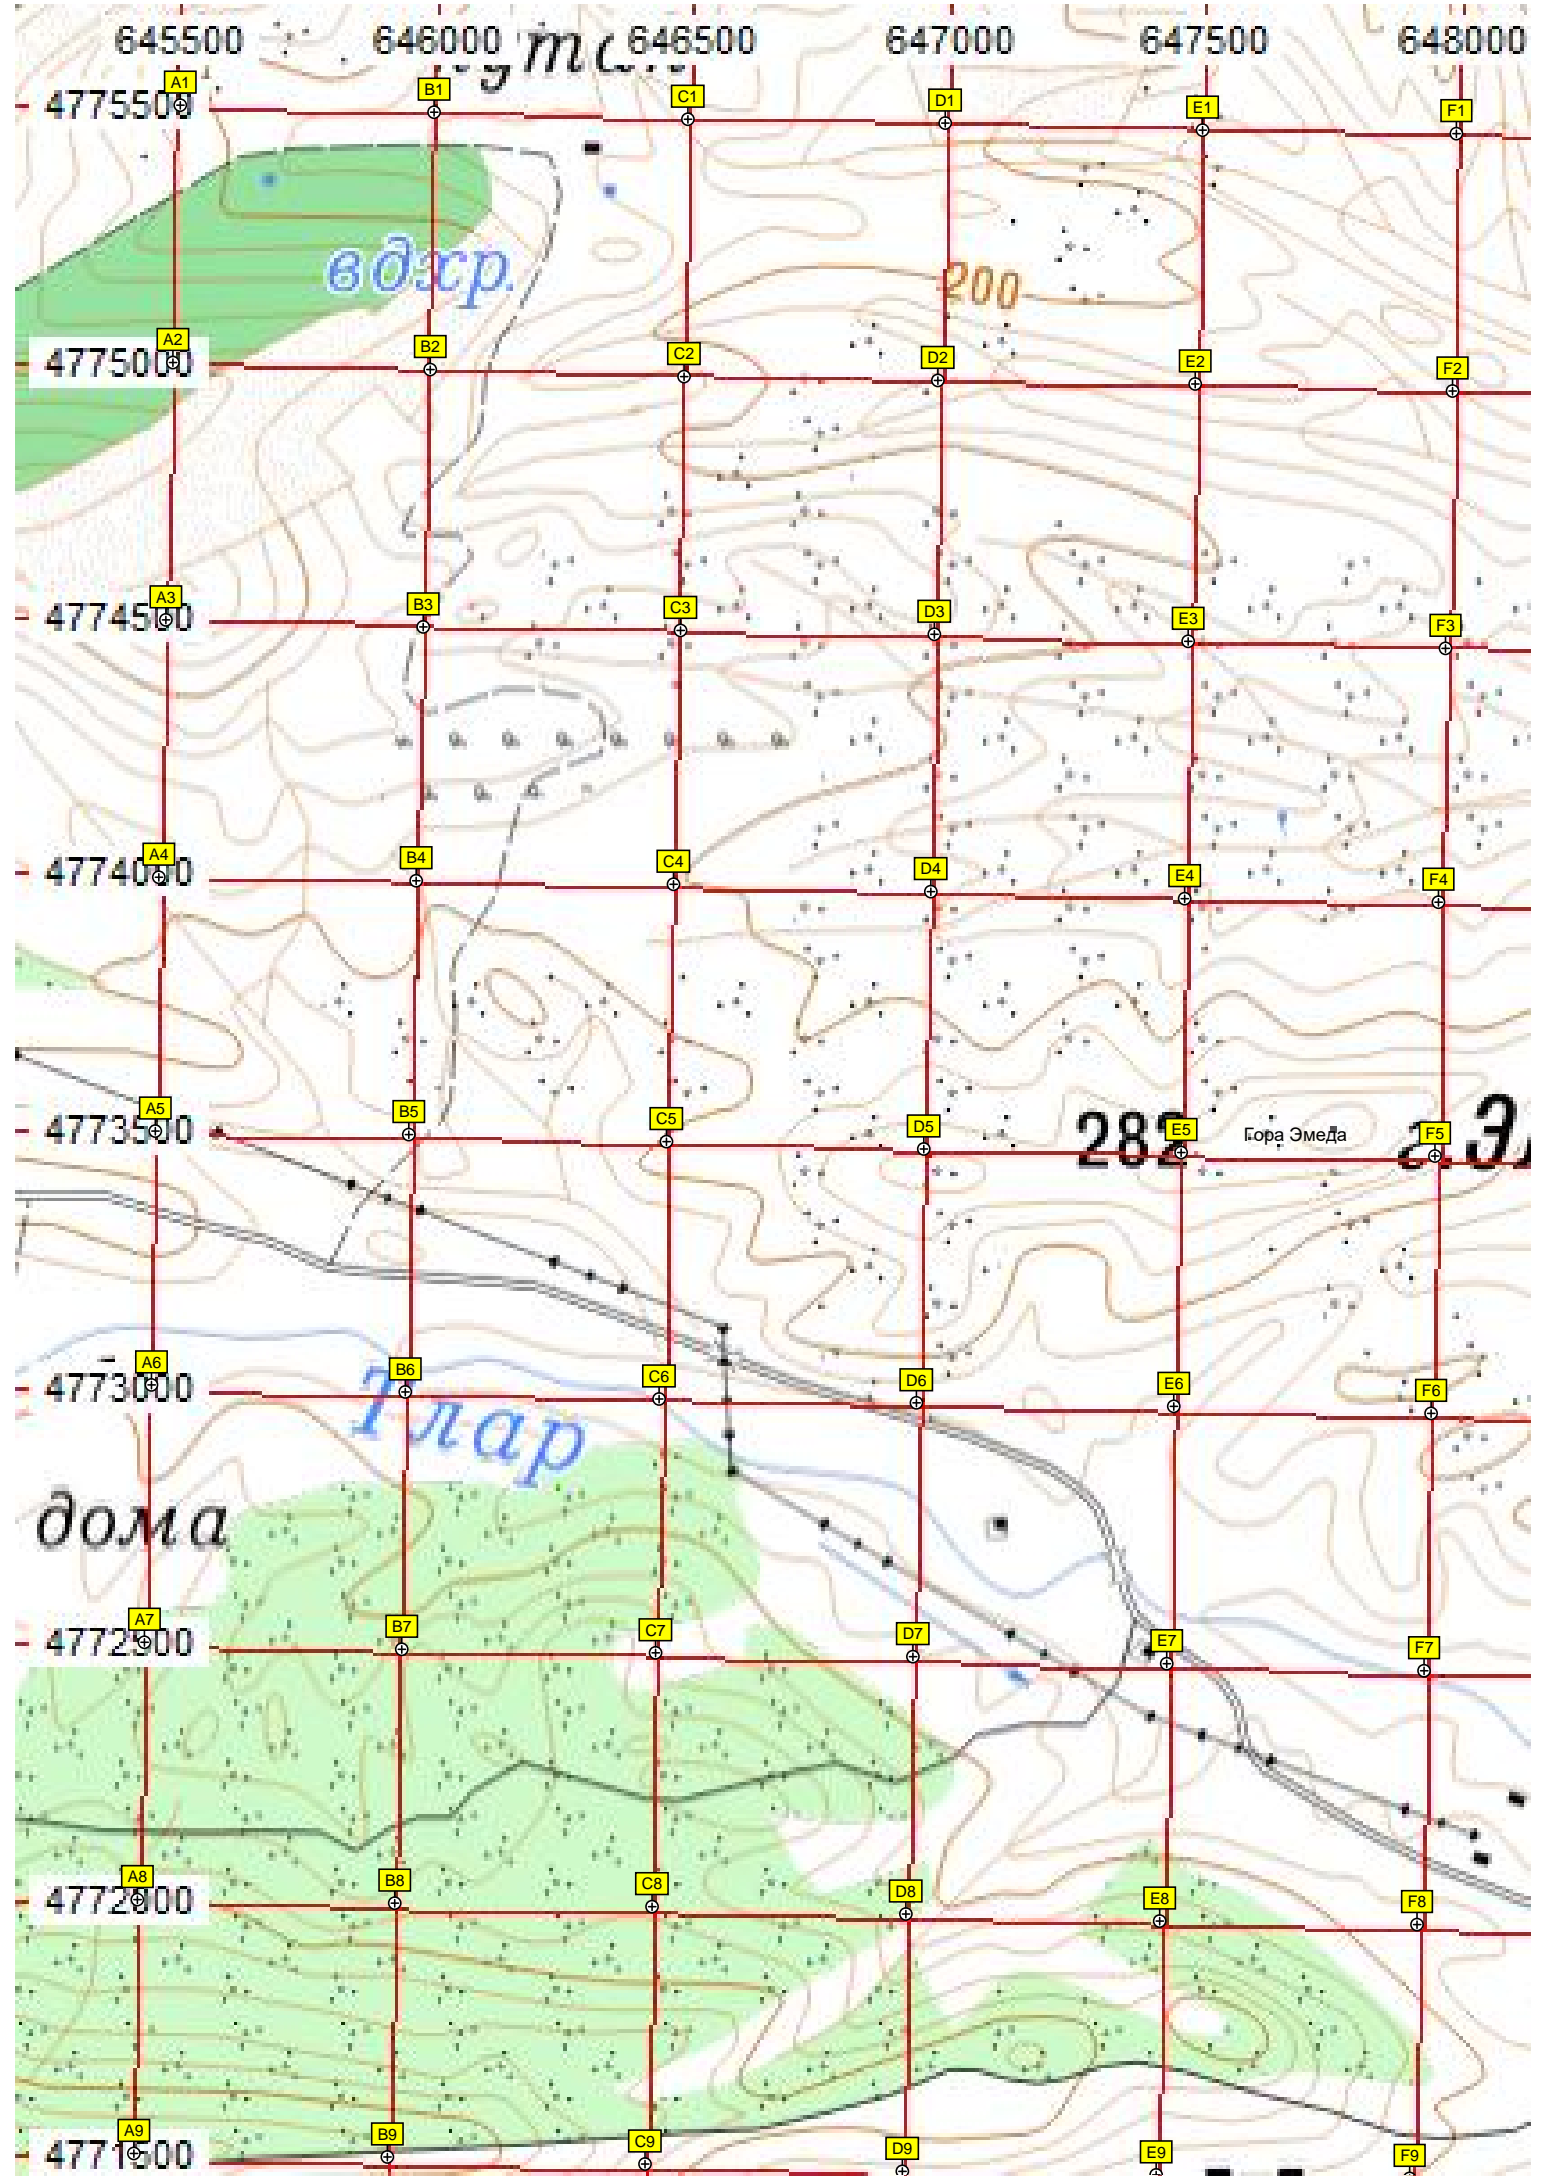 645500 646000 646500 647000 647500 648000
A1 B1 C1 D1 E1 F1
4775500
вдхр.
200
A2 B2 C2 D2 E2 F2
4775000
A3 B3 C3 D3 E3 F3
4774500
A4 B4 C4 D4 E4 F4
4774000
A5 B5 C5 D5 E5 F5
4773500
282 Гора Эмеда г. Э
A6 B6 C6 D6 E6 F6
4773000
Тлар
дома
A7 B7 C7 D7 E7 F7
4772500
A8 B8 C8 D8 E8 F8
4772000
A9 B9 C9 D9 E9 F9
4771500